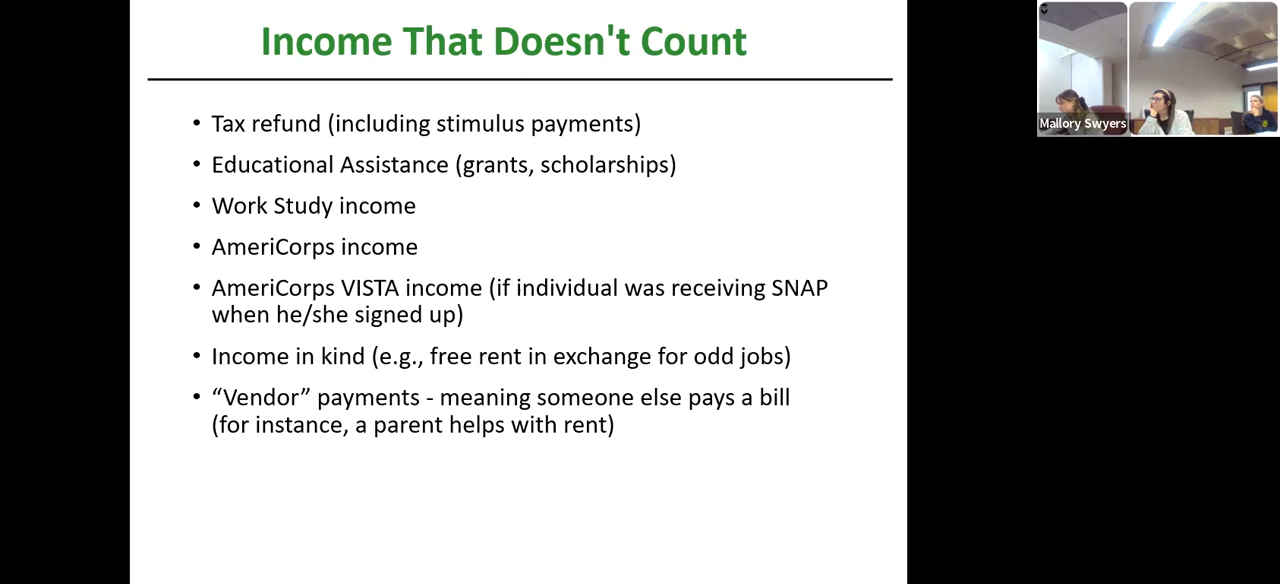 Income That Doesn't Count
• Tax refund (including stimulus payments)
• Educational Assistance (grants, scholarships)
• Work Study income
• AmeriCorps income
• AmeriCorps VISTA income (if individual was receiving SNAP
when he/she signed up)
• Income in kind (e.g., free rent in exchange for odd jobs)
• “Vendor” payments - meaning someone else pays a bill
(for instance, a parent helps with rent)
Mallory Swyers